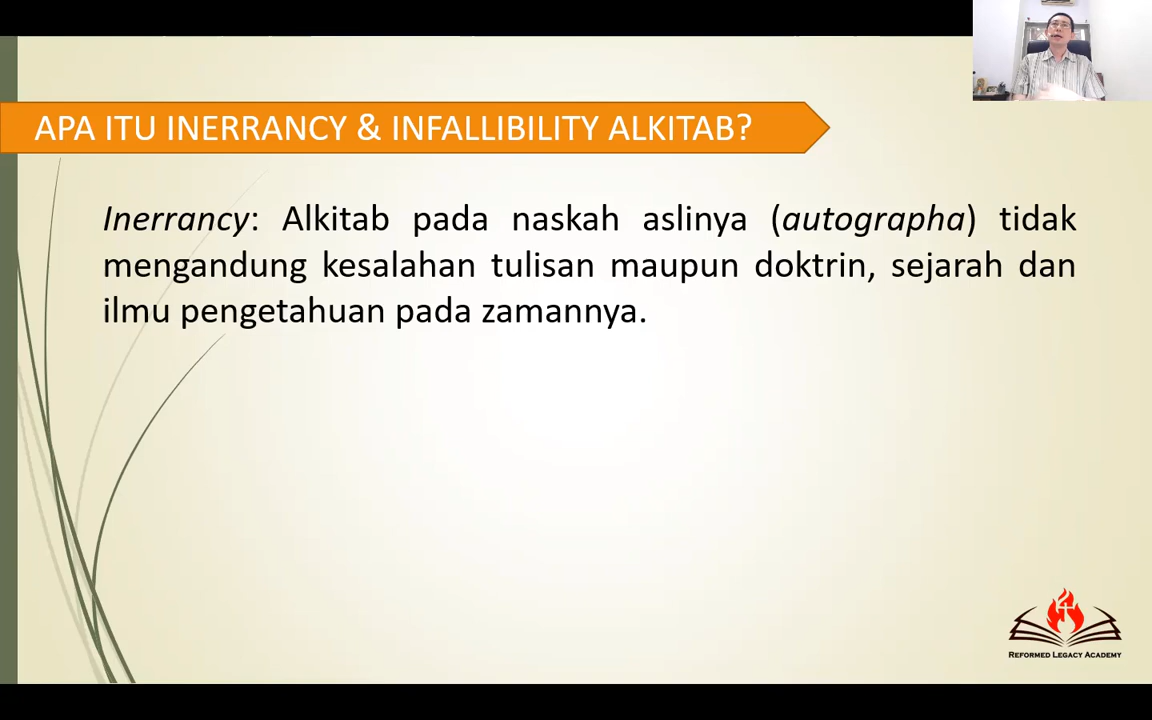 APA ITU INERRANCY & INFALLIBILITY ALKITAB?
Inerrancy: Alkitab pada naskah aslinya (autographa) tidak
mengandung kesalahan tulisan maupun doktrin, sejarah dan
ilmu pengetahuan pada zamannya.
REFORMED LEGACY ACADEMY